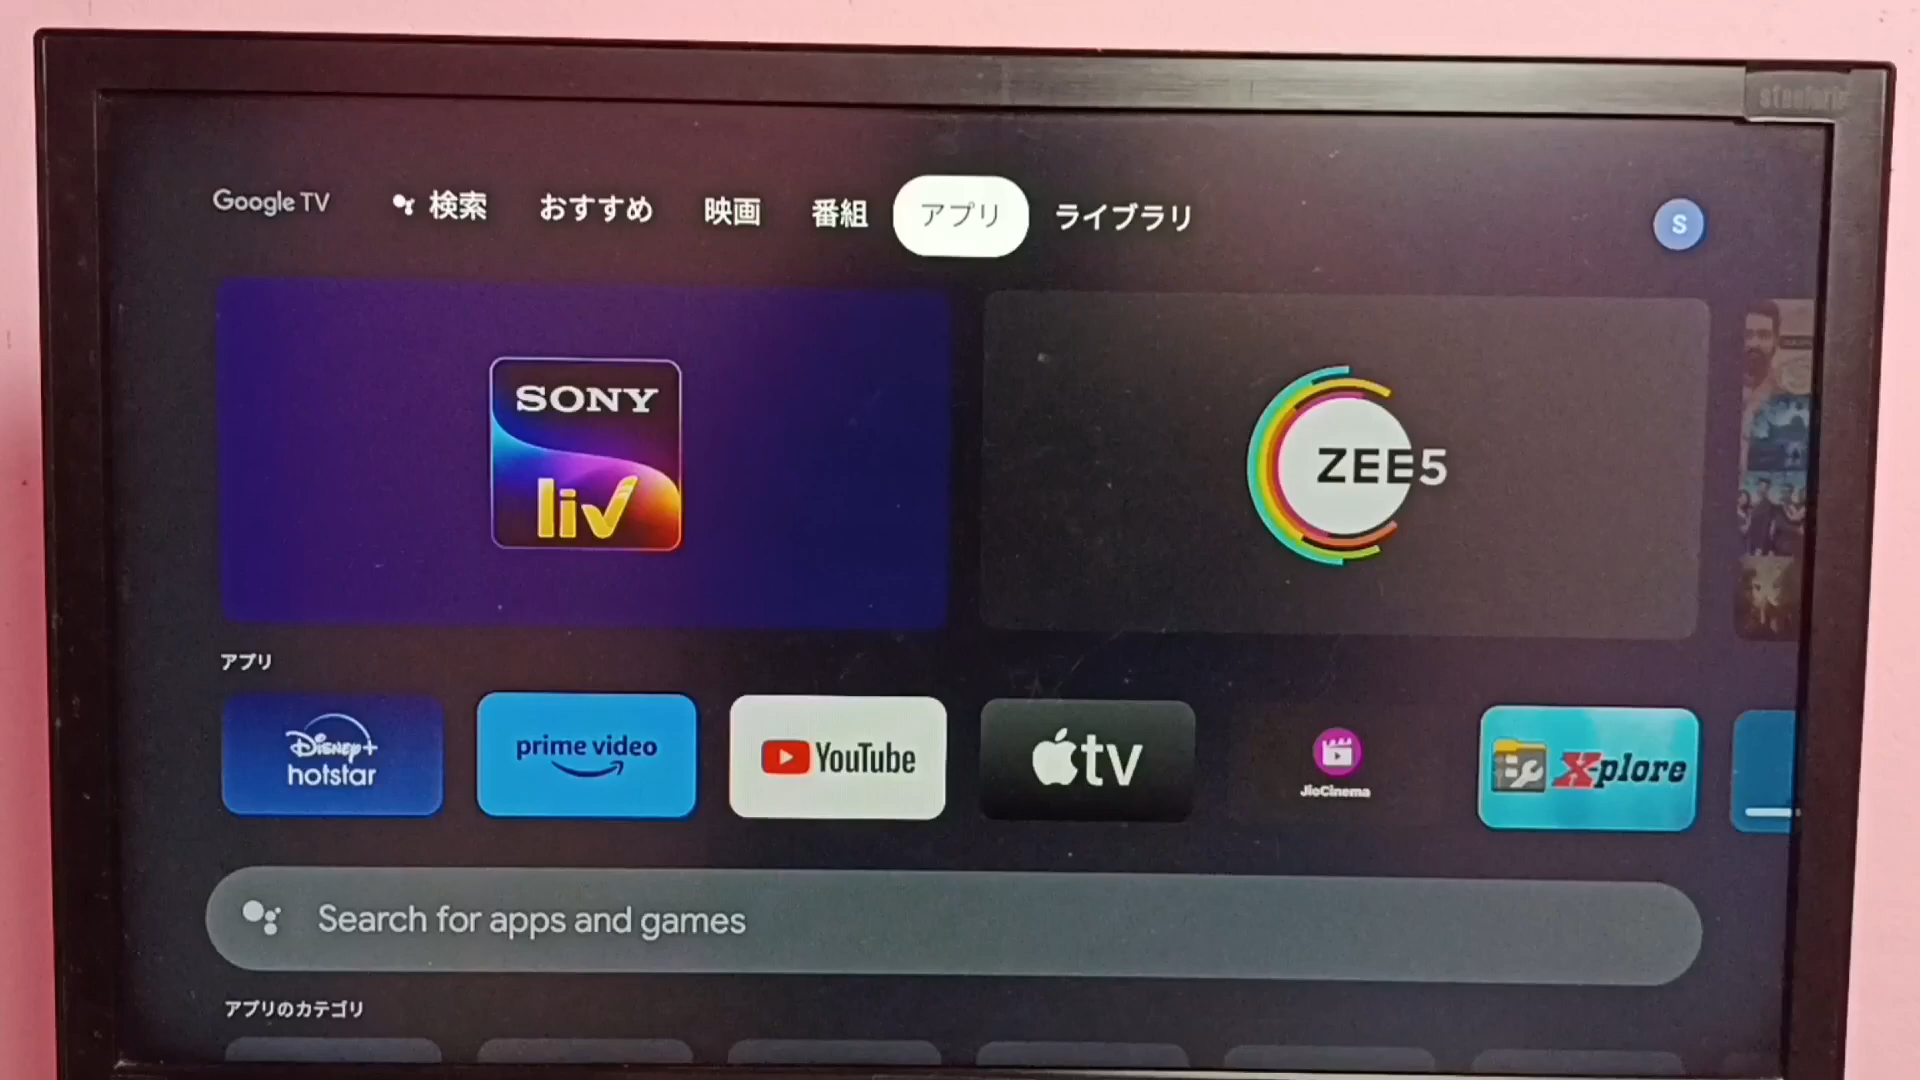 steelbird
Google TV 検索 おすすめ 映画 番組 アプリ ライブラリ S
SONY
liv
ZEE5
アプリ
Disney+
hotstar
prime video
YouTube
tv
JioCinema
X-plore
Search for apps and games
アプリのカテゴリ